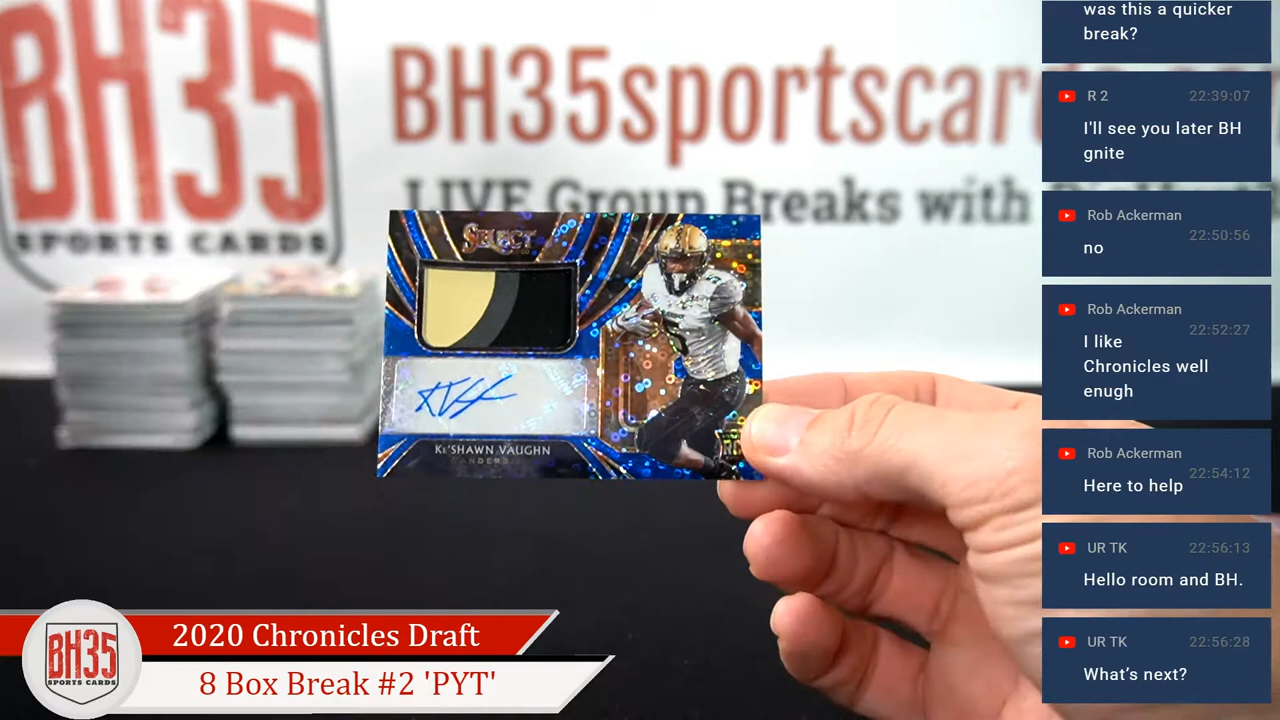 BH35
SPORTS CARDS
BH35sportscar
LIVE Group Breaks with
SELECT
5
KE'SHAWN VAUGHN
BH35
SPORTS CARDS
2020 Chronicles Draft
8 Box Break #2 'PYT'
was this a quicker
break?
R 2 22:39:07
I'll see you later BH
gnite
Rob Ackerman
22:50:56
no
Rob Ackerman
22:52:27
I like
Chronicles well
enugh
Rob Ackerman
22:54:12
Here to help
UR TK 22:56:13
Hello room and BH.
UR TK 22:56:28
What's next?